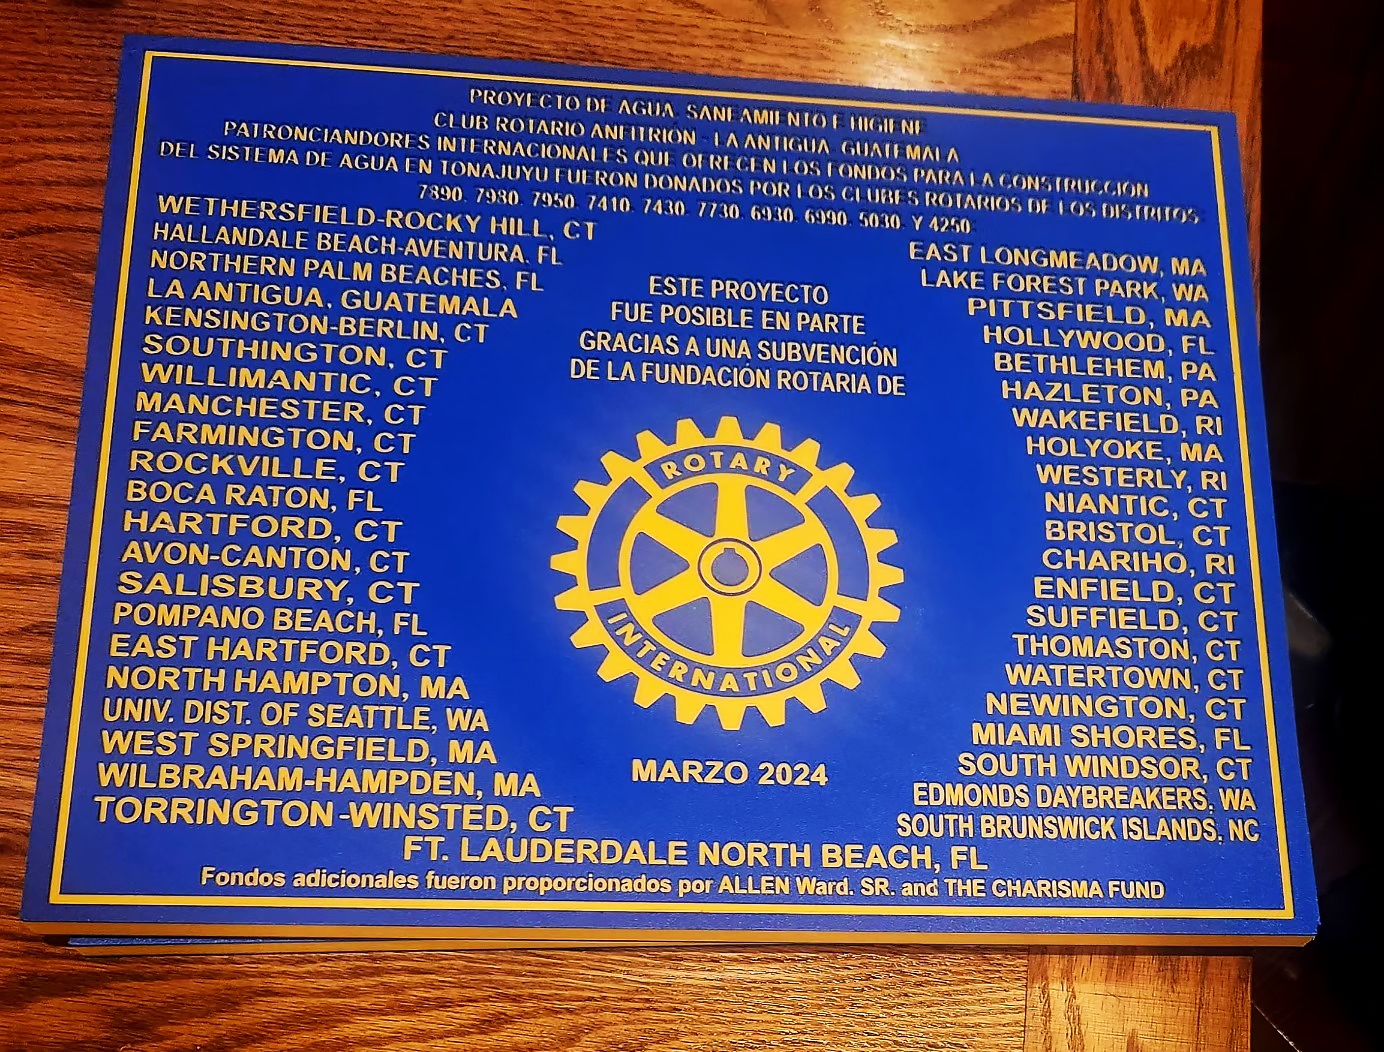 PROYECTO DE AGUA, SANEAMIENTO E HIGIENE
CLUB ROTARIO ANFITRIÓN - LA ANTIGUA, GUATEMALA
PATRONCIANDORES INTERNACIONALES QUE OFRECEN LOS FONDOS PARA LA CONSTRUCCIÓN
DEL SISTEMA DE AGUA EN TONAJUYU FUERON DONADOS POR LOS CLUBES ROTARIOS DE LOS DISTRITOS
7890, 7980, 7950, 7410, 7430, 7730, 6930, 6990, 5030, Y 4250
WETHERSFIELD-ROCKY HILL, CT
HALLANDALE BEACH-AVENTURA, FL
NORTHERN PALM BEACHES, FL
LA ANTIGUA, GUATEMALA
KENSINGTON-BERLIN, CT
SOUTHINGTON, CT
WILLIMANTIC, CT
MANCHESTER, CT
FARMINGTON, CT
ROCKVILLE, CT
BOCA RATON, FL
HARTFORD, CT
AVON-CANTON, CT
SALISBURY, CT
POMPANO BEACH, FL
EAST HARTFORD, CT
NORTH HAMPTON, MA
UNIV. DIST. OF SEATTLE, WA
WEST SPRINGFIELD, MA
WILBRAHAM-HAMPDEN, MA
TORRINGTON-WINSTED, CT
ESTE PROYECTO
FUE POSIBLE EN PARTE
GRACIAS A UNA SUBVENCIÓN
DE LA FUNDACIÓN ROTARIA DE
ROTARY
INTERNATIONAL
MARZO 2024
EAST LONGMEADOW, MA
LAKE FOREST PARK, WA
PITTSFIELD, MA
HOLLYWOOD, FL
BETHLEHEM, PA
HAZLETON, PA
WAKEFIELD, RI
HOLYOKE, MA
WESTERLY, RI
NIANTIC, CT
BRISTOL, CT
CHARIHO, RI
ENFIELD, CT
SUFFIELD, CT
THOMASTON, CT
WATERTOWN, CT
NEWINGTON, CT
MIAMI SHORES, FL
SOUTH WINDSOR, CT
EDMONDS DAYBREAKERS, WA
SOUTH BRUNSWICK ISLANDS, NC
FT. LAUDERDALE NORTH BEACH, FL
Fondos adicionales fueron proporcionados por ALLEN Ward. SR. and THE CHARISMA FUND